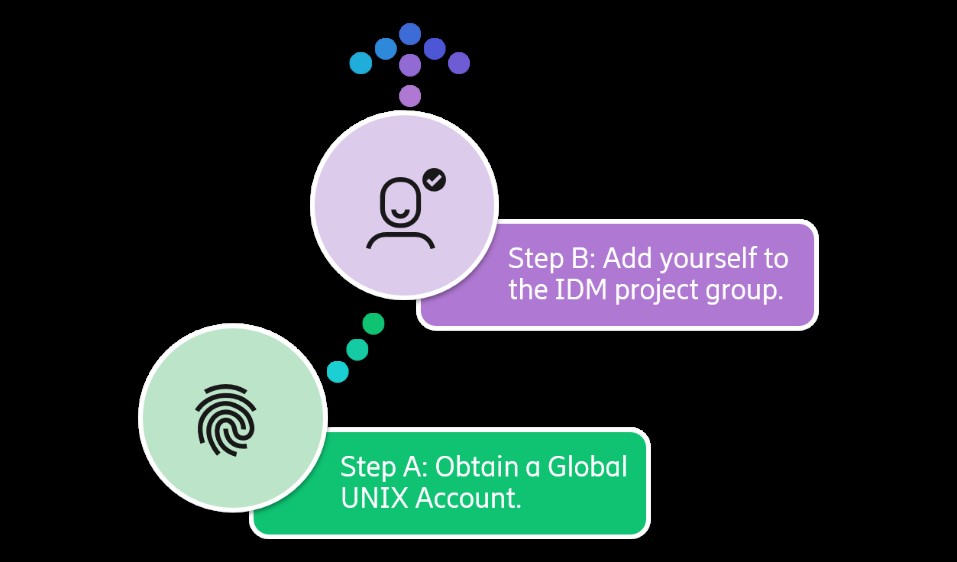 Step B: Add yourself to
the IDM project group.
Step A: Obtain a Global
UNIX Account.